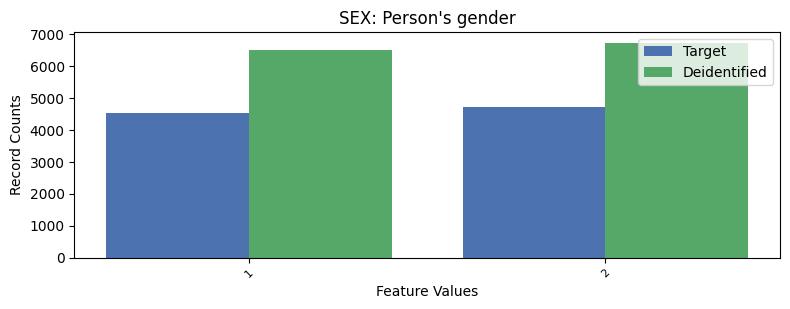 SEX: Person's gender
Target
Deidentified
Record Counts
7000
6000
5000
4000
3000
2000
1000
0
1
2
Feature Values